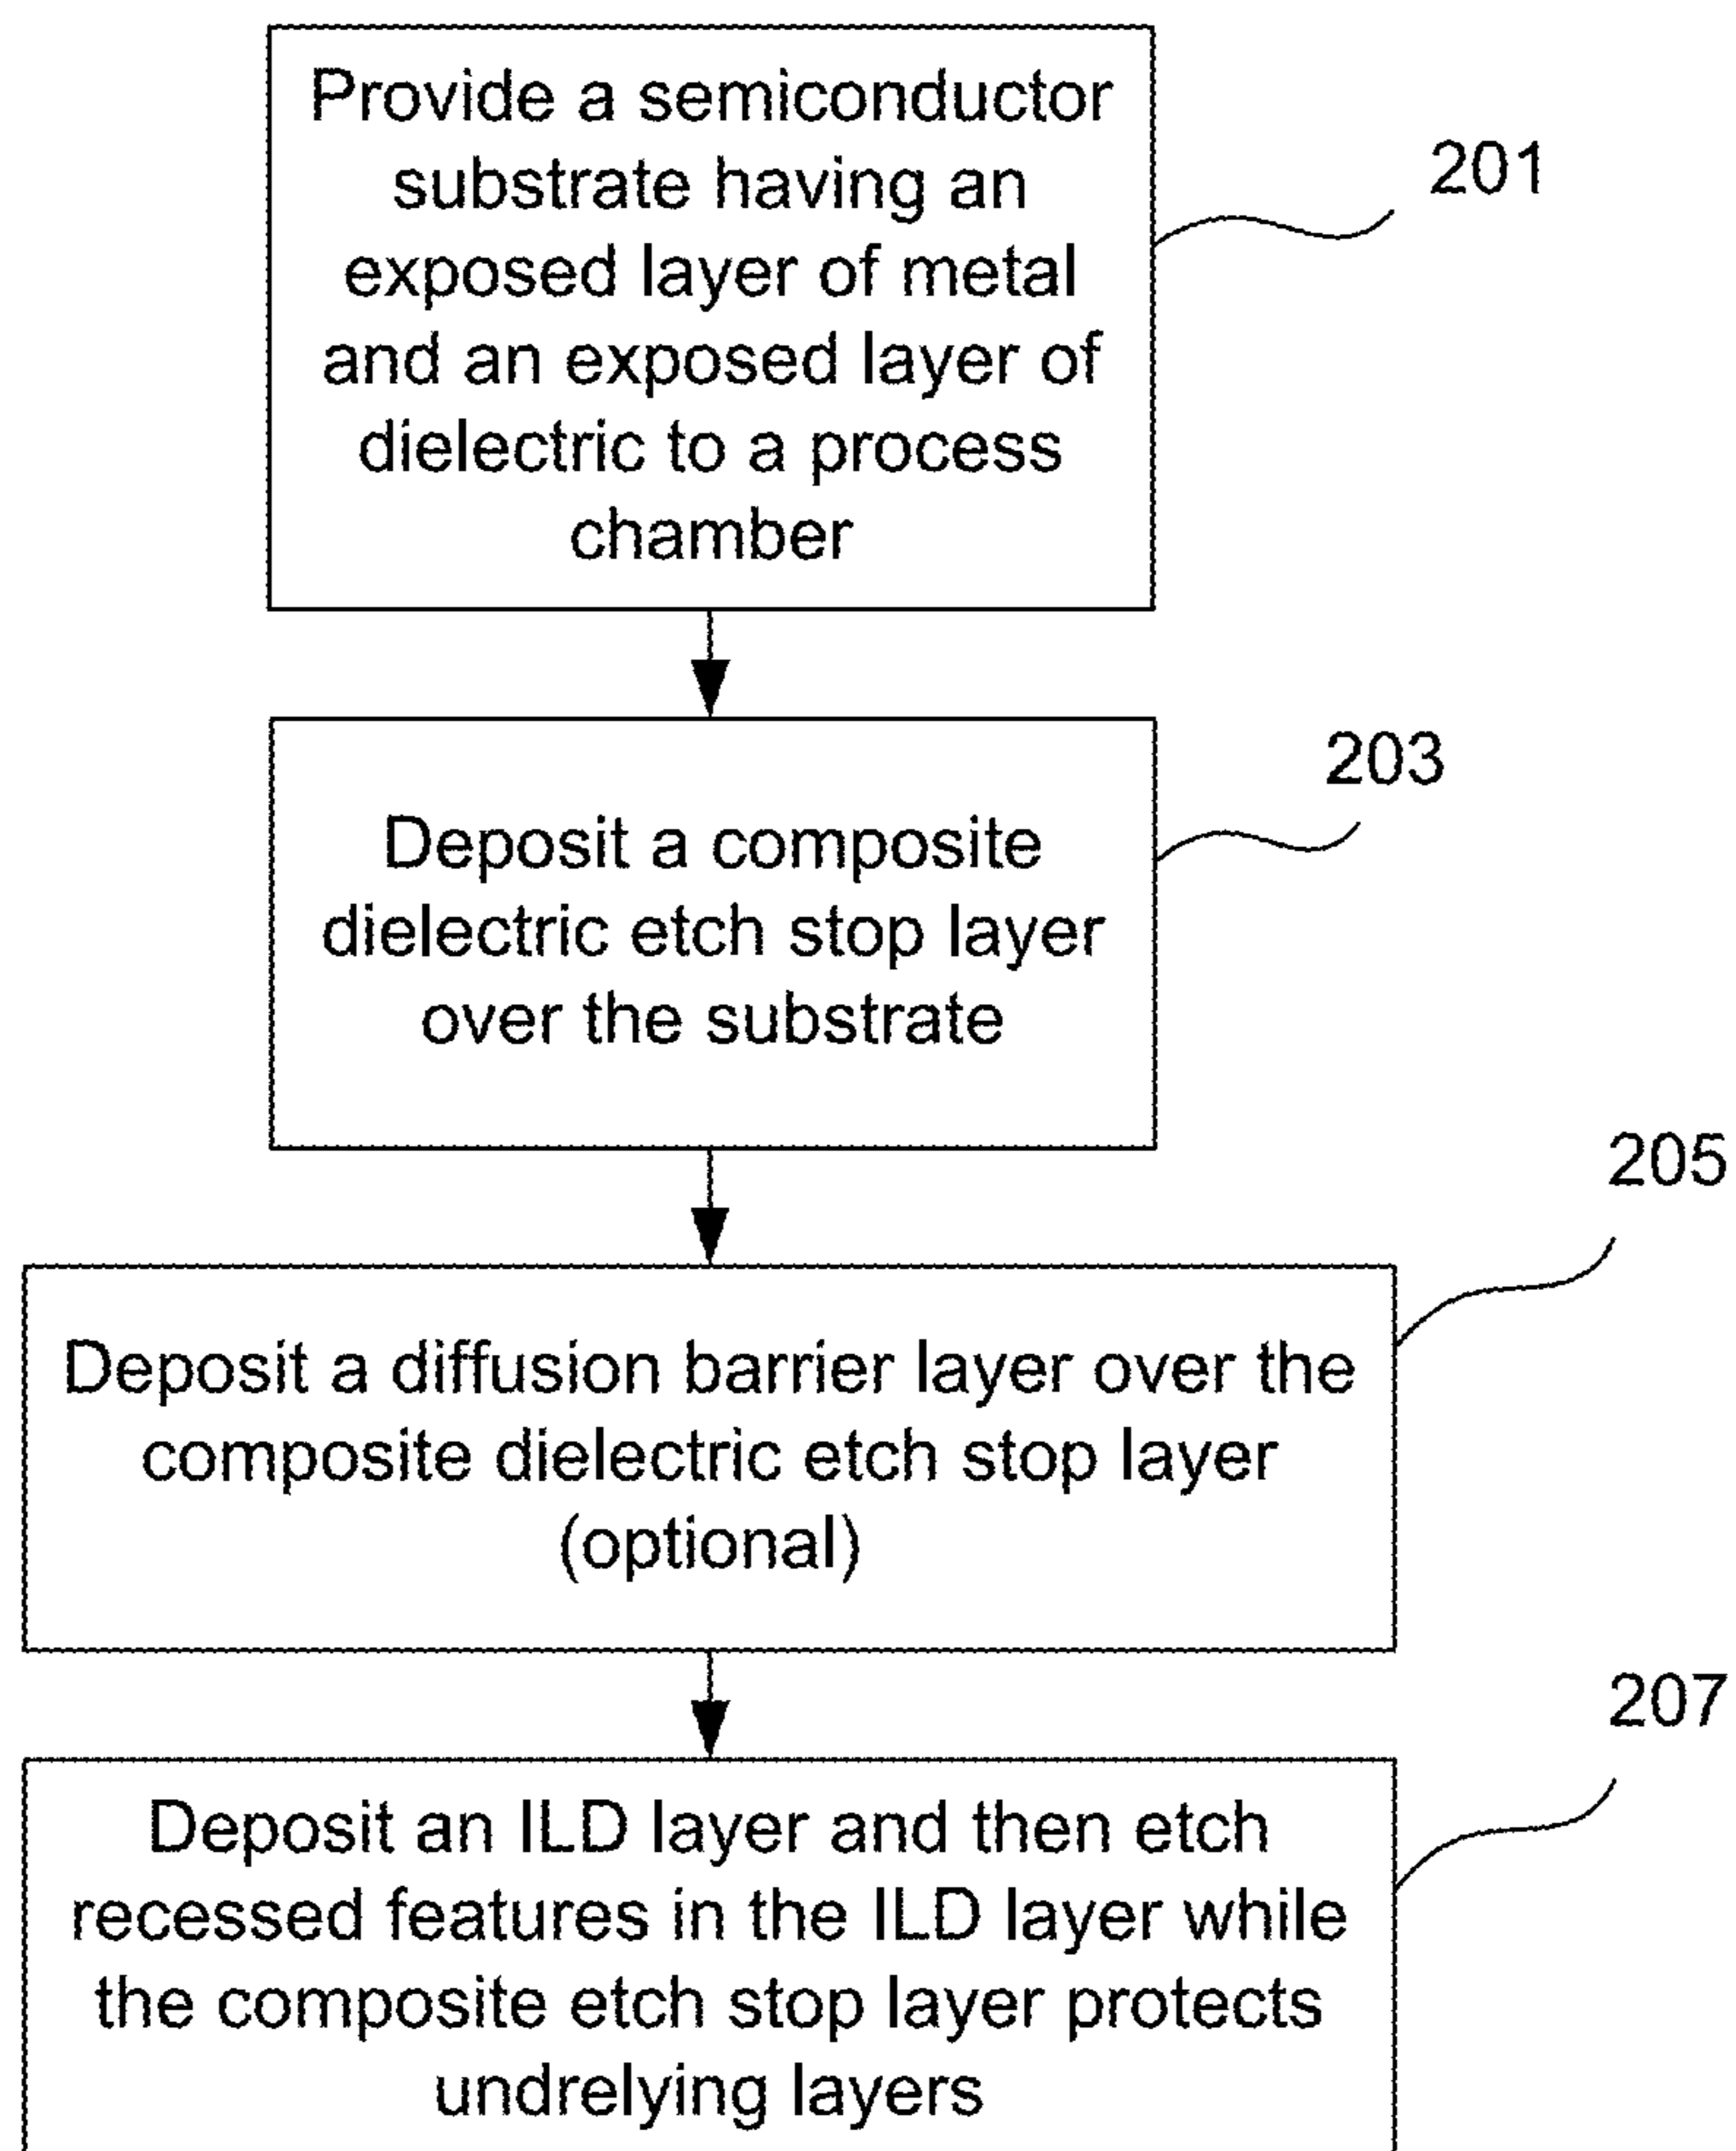 Provide a semiconductor
substrate having an
exposed layer of metal
and an exposed layer of
dielectric to a process
chamber
201
Deposit a composite
dielectric etch stop layer
over the substrate
203
Deposit a diffusion barrier layer over the
composite dielectric etch stop layer
(optional)
205
Deposit an ILD layer and then etch
recessed features in the ILD layer while
the composite etch stop layer protects
undrelying layers
207